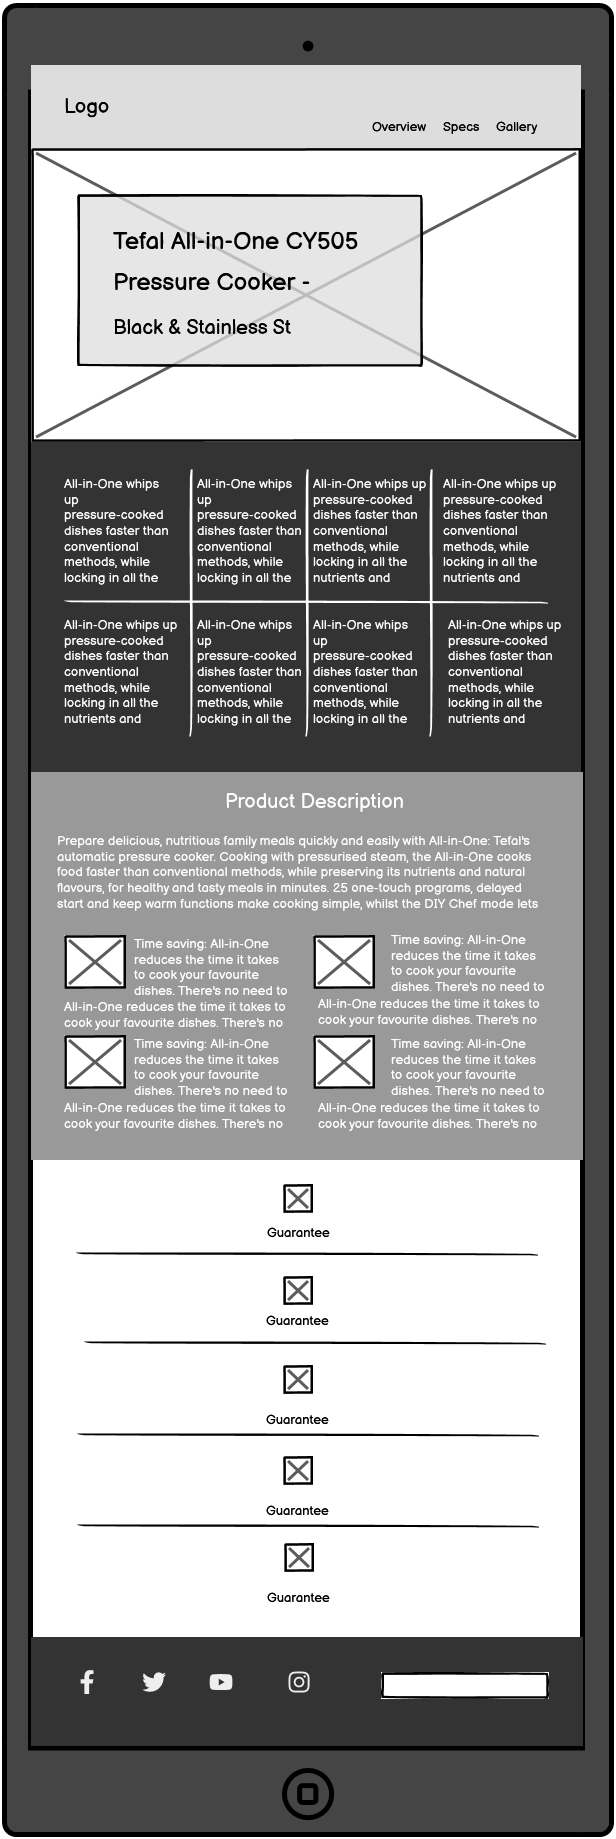 Logo
Overview Specs Gallery
Tefal All-in-One CY505
Pressure Cooker -
Black & Stainless St
All-in-One whips
up
pressure-cooked
dishes faster than
conventional
methods, while
locking in all the
All-in-One whips
up
pressure-cooked
dishes faster than
conventional
methods, while
locking in all the
All-in-One whips up
pressure-cooked
dishes faster than
conventional
methods, while
locking in all the
nutrients and
All-in-One whips up
pressure-cooked
dishes faster than
conventional
methods, while
locking in all the
nutrients and
All-in-One whips up
pressure-cooked
dishes faster than
conventional
methods, while
locking in all the
nutrients and
All-in-One whips
up
pressure-cooked
dishes faster than
conventional
methods, while
locking in all the
All-in-One whips
up
pressure-cooked
dishes faster than
conventional
methods, while
locking in all the
All-in-One whips up
pressure-cooked
dishes faster than
conventional
methods, while
locking in all the
nutrients and
Product Description
Prepare delicious, nutritious family meals quickly and easily with All-in-One: Tefal's
automatic pressure cooker. Cooking with pressurised steam, the All-in-One cooks
food faster than conventional methods, while preserving its nutrients and natural
flavours, for healthy and tasty meals in minutes. 25 one-touch programs, delayed
start and keep warm functions make cooking simple, whilst the DIY Chef mode lets
Time saving: All-in-One
reduces the time it takes
to cook your favourite
dishes. There's no need to
All-in-One reduces the time it takes to
cook your favourite dishes. There's no
Time saving: All-in-One
reduces the time it takes
to cook your favourite
dishes. There's no need to
All-in-One reduces the time it takes to
cook your favourite dishes. There's no
Time saving: All-in-One
reduces the time it takes
to cook your favourite
dishes. There's no need to
All-in-One reduces the time it takes to
cook your favourite dishes. There's no
Time saving: All-in-One
reduces the time it takes
to cook your favourite
dishes. There's no need to
All-in-One reduces the time it takes to
cook your favourite dishes. There's no
Guarantee
Guarantee
Guarantee
Guarantee
Guarantee